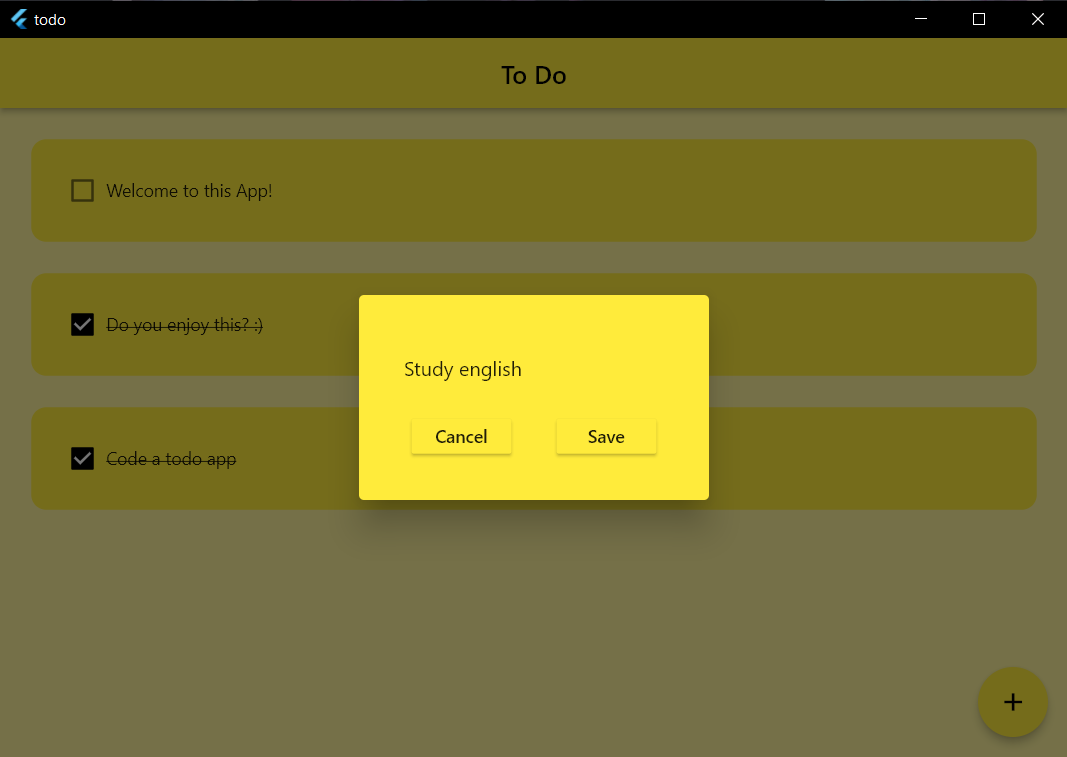 todo
To Do
Welcome to this App!
Do you enjoy this? :)
Code a todo app
Study english
Cancel
Save